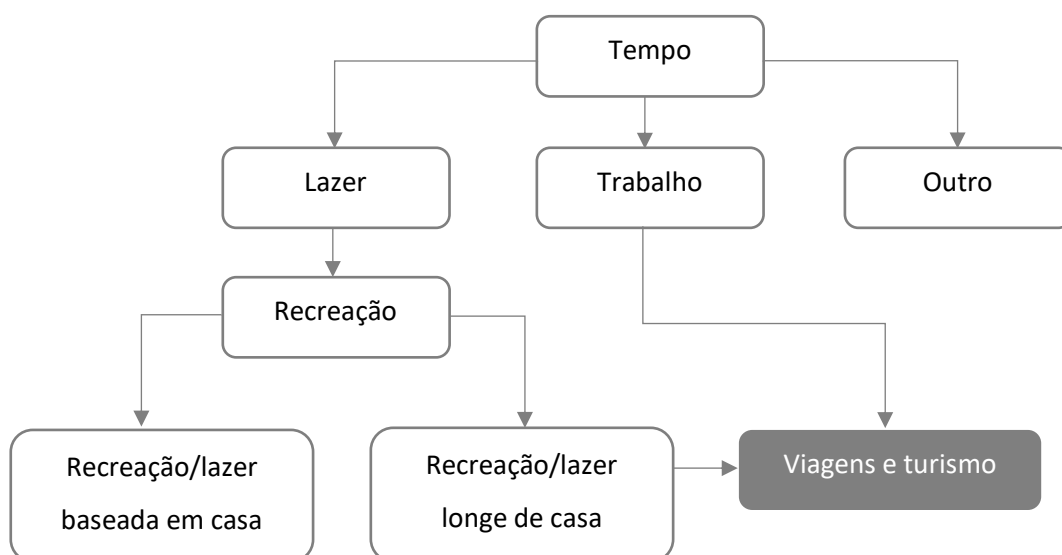 Tempo
Lazer
Trabalho
Outro
Recreação
Recreação/lazer
baseada em casa
Recreação/lazer
longe de casa
Viagens e turismo